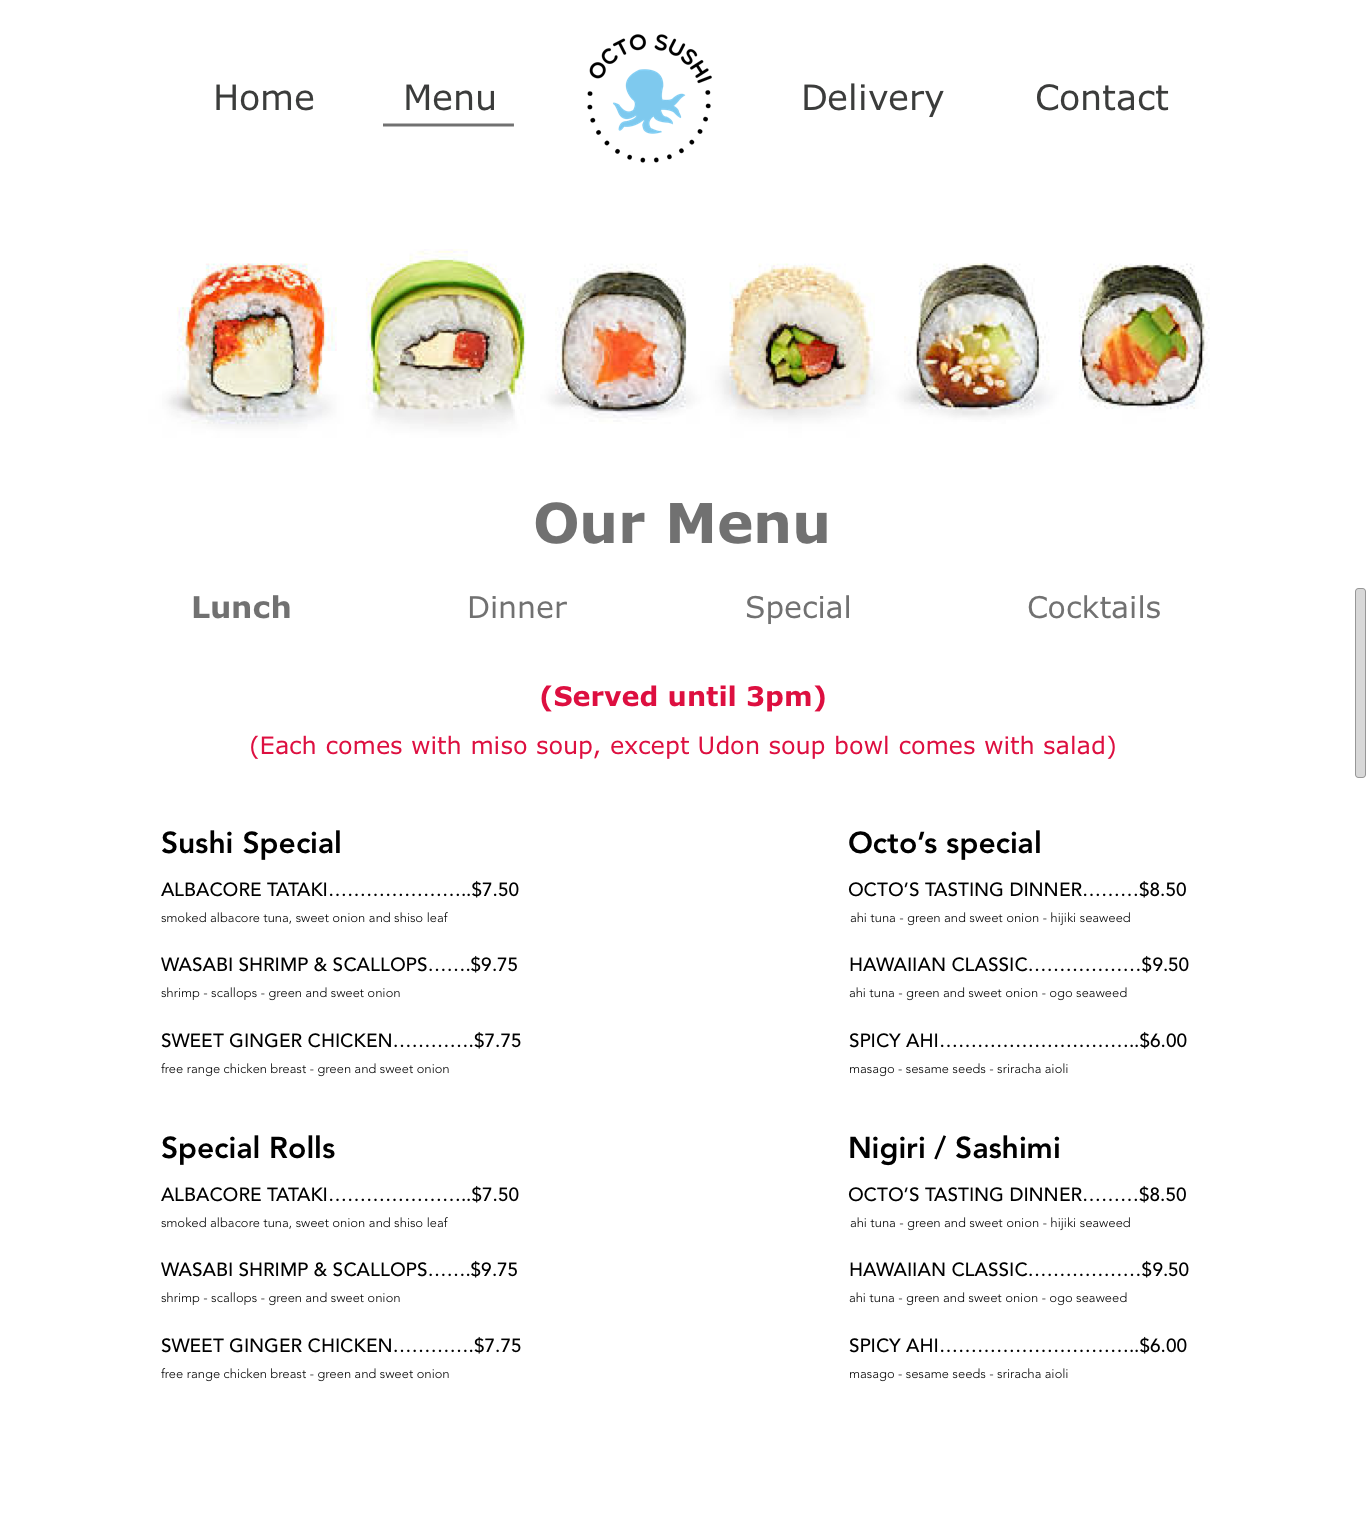 OCTO SUSHI
Home Menu Delivery Contact
Our Menu
Lunch Dinner Special Cocktails
(Served until 3pm)
(Each comes with miso soup, except Udon soup bowl comes with salad)
Sushi Special
ALBACORE TATAKI…………………..$7.50
smoked albacore tuna, sweet onion and shiso leaf
WASABI SHRIMP & SCALLOPS…….$9.75
shrimp - scallops - green and sweet onion
SWEET GINGER CHICKEN………….$7.75
free range chicken breast - green and sweet onion
Octo’s special
OCTO’S TASTING DINNER………$8.50
ahi tuna - green and sweet onion - hijiki seaweed
HAWAIIAN CLASSIC………………$9.50
ahi tuna - green and sweet onion - ogo seaweed
SPICY AHI…………………………..$6.00
masago - sesame seeds - sriracha aioli
Special Rolls
ALBACORE TATAKI…………………..$7.50
smoked albacore tuna, sweet onion and shiso leaf
WASABI SHRIMP & SCALLOPS…….$9.75
shrimp - scallops - green and sweet onion
SWEET GINGER CHICKEN………….$7.75
free range chicken breast - green and sweet onion
Nigiri / Sashimi
OCTO’S TASTING DINNER………$8.50
ahi tuna - green and sweet onion - hijiki seaweed
HAWAIIAN CLASSIC………………$9.50
ahi tuna - green and sweet onion - ogo seaweed
SPICY AHI…………………………..$6.00
masago - sesame seeds - sriracha aioli